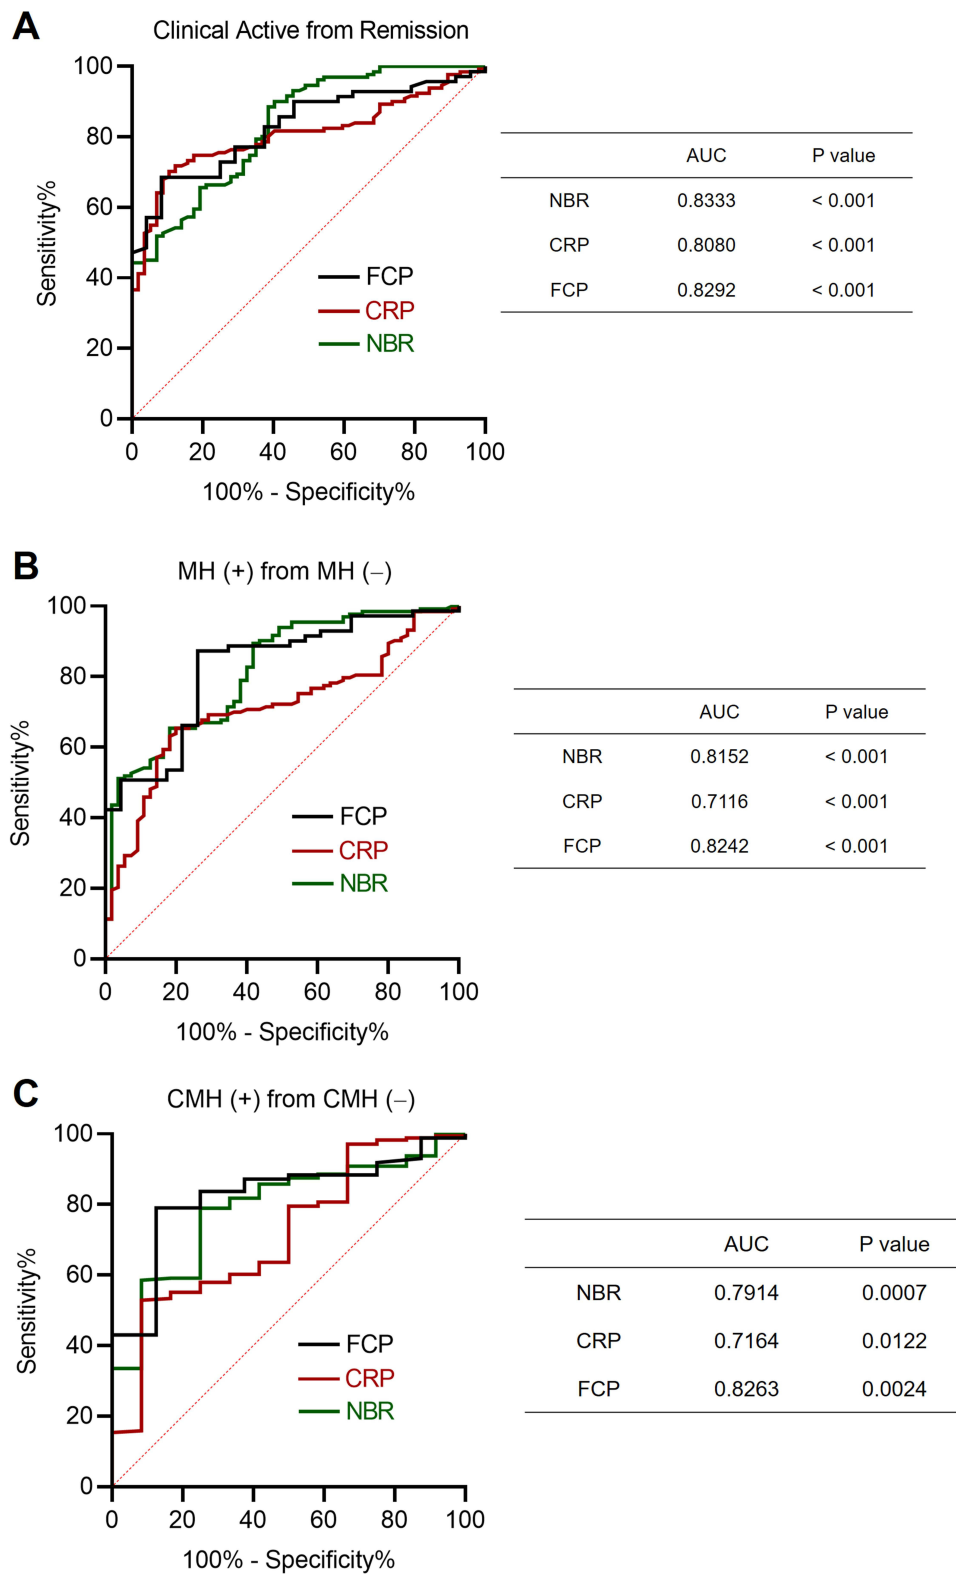 A
Clinical Active from Remission
100
80
60
40
20
0
Sensitivity%
FCP
CRP
NBR
0 20 40 60 80 100
100% - Specificity%
AUC P value
NBR 0.8333 < 0.001
CRP 0.8080 < 0.001
FCP 0.8292 < 0.001
B
MH (+) from MH (–)
100
80
60
40
20
0
Sensitivity%
FCP
CRP
NBR
0 20 40 60 80 100
100% - Specificity%
AUC P value
NBR 0.8152 < 0.001
CRP 0.7116 < 0.001
FCP 0.8242 < 0.001
C
CMH (+) from CMH (–)
100
80
60
40
20
0
Sensitivity%
FCP
CRP
NBR
0 20 40 60 80 100
100% - Specificity%
AUC P value
NBR 0.7914 0.0007
CRP 0.7164 0.0122
FCP 0.8263 0.0024